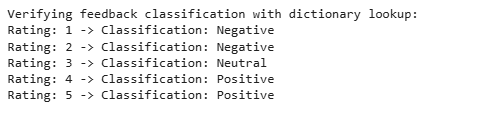 Verifying feedback classification with dictionary lookup:
Rating: 1 -> Classification: Negative
Rating: 2 -> Classification: Negative
Rating: 3 -> Classification: Neutral
Rating: 4 -> Classification: Positive
Rating: 5 -> Classification: Positive